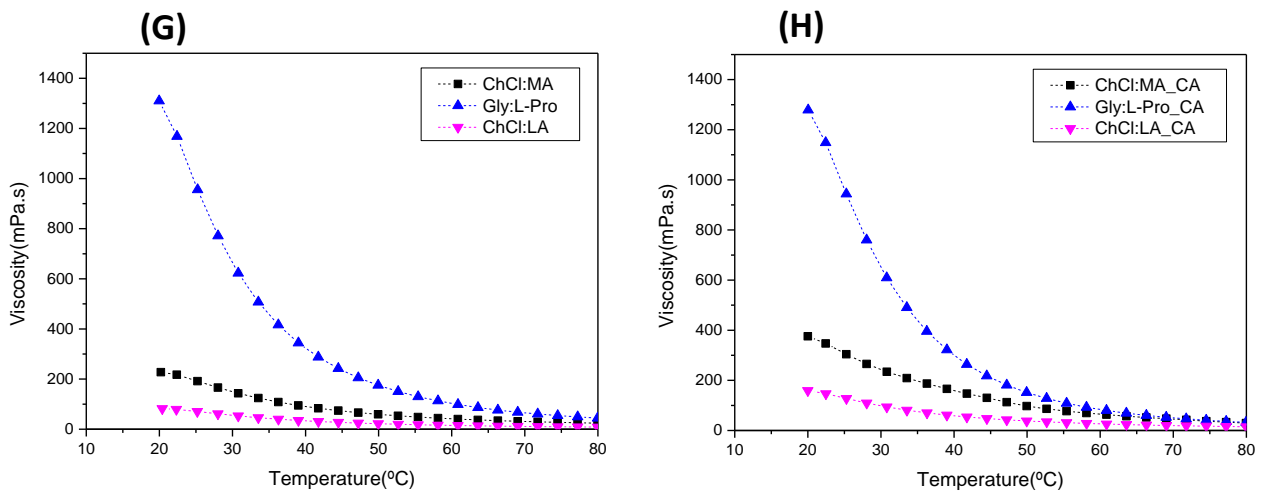 (G)
1400
1200
1000
800
600
400
200
0
10 20 30 40 50 60 70 80
Viscosity(mPa.s)
Temperature(ºC)
ChCl:MA
Gly:L-Pro
ChCl:LA
(H)
1400
1200
1000
800
600
400
200
0
10 20 30 40 50 60 70 80
Viscosity(mPa.s)
Temperature(ºC)
ChCl:MA_CA
Gly:L-Pro_CA
ChCl:LA_CA